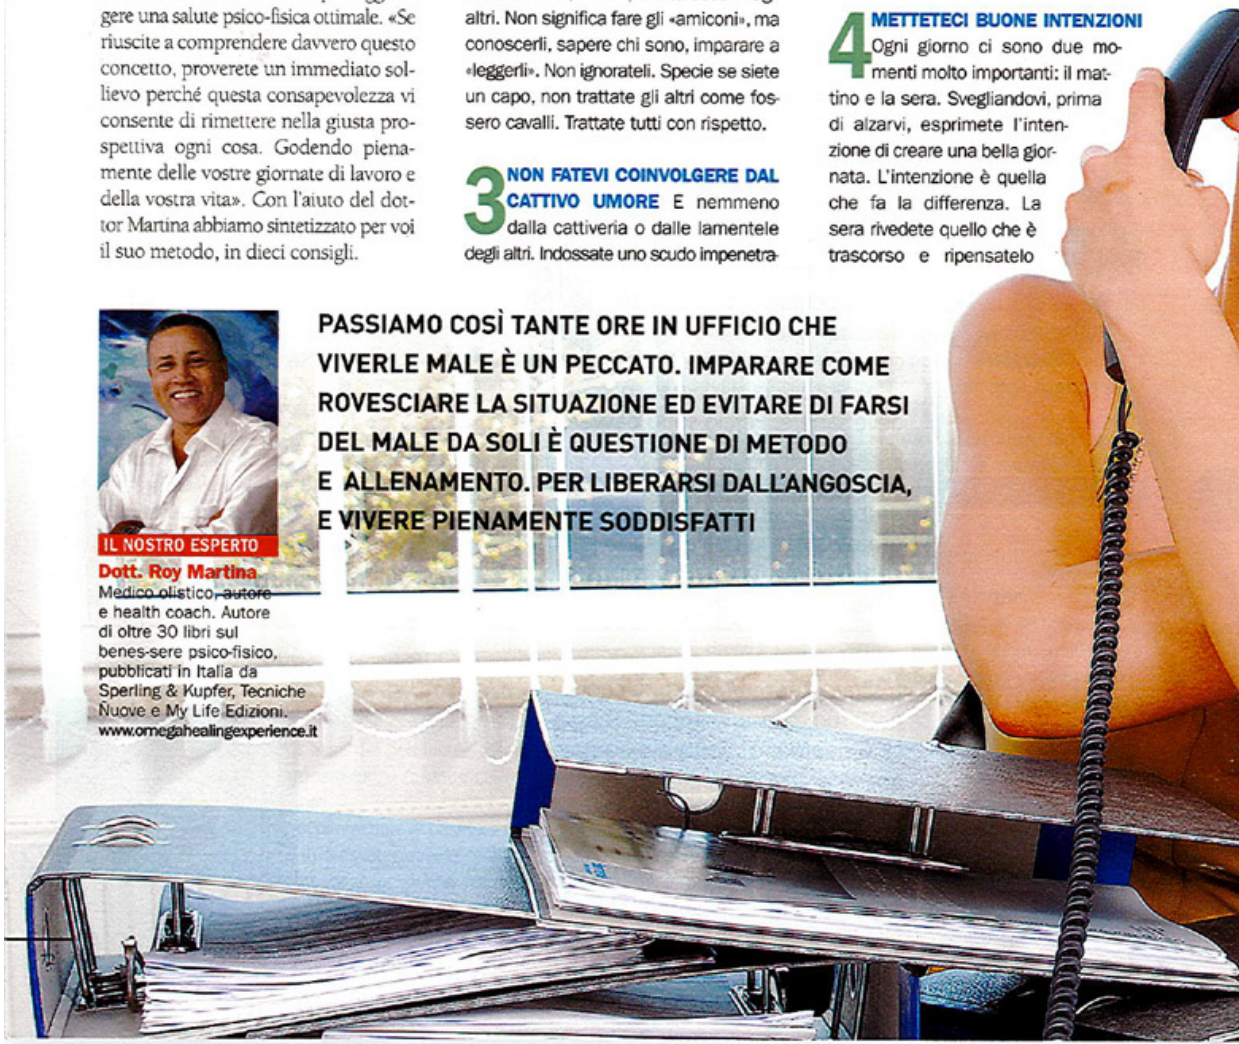 gere una salute psico-fisica ottimale. «Se
riuscite a comprendere davvero questo
concetto, proverete un immediato sol-
lievo perché questa consapevolezza vi
consente di rimettere nella giusta pro-
spettiva ogni cosa. Godendo piena-
mente delle vostre giornate di lavoro e
della vostra vita». Con l'aiuto del dot-
tor Martina abbiamo sintetizzato per voi
il suo metodo, in dieci consigli.
altri. Non significa fare gli «amiconi», ma
conoscerli, sapere chi sono, imparare a
«leggerli». Non ignorateli. Specie se siete
un capo, non trattate gli altri come fos-
sero cavalli. Trattate tutti con rispetto.
3 NON FATEVI COINVOLGERE DAL
CATTIVO UMORE E nemmeno
dalla cattiveria o dalle lamentele
degli altri. Indossate uno scudo impenetra-
4 METTETECI BUONE INTENZIONI
Ogni giorno ci sono due mo-
menti molto importanti: il mat-
tino e la sera. Svegliandovi, prima
di alzarvi, esprimete l'inten-
zione di creare una bella gior-
nata. L'intenzione è quella
che fa la differenza. La
sera rivedete quello che è
trascorso e ripensatelo
PASSIAMO COSÌ TANTE ORE IN UFFICIO CHE
VIVERLE MALE È UN PECCATO. IMPARARE COME
ROVESCIARE LA SITUAZIONE ED EVITARE DI FARSI
DEL MALE DA SOLI È QUESTIONE DI METODO
E ALLENAMENTO. PER LIBERARSI DALL'ANGOSCIA,
E VIVERE PIENAMENTE SODDISFATTI
IL NOSTRO ESPERTO
Dott. Roy Martina
Medico olistico, autore
e health coach. Autore
di oltre 30 libri sul
benes-sere psico-fisico,
pubblicati in Italia da
Sperling & Kupfer, Tecniche
Nuove e My Life Edizioni.
www.omegahealingexperience.it